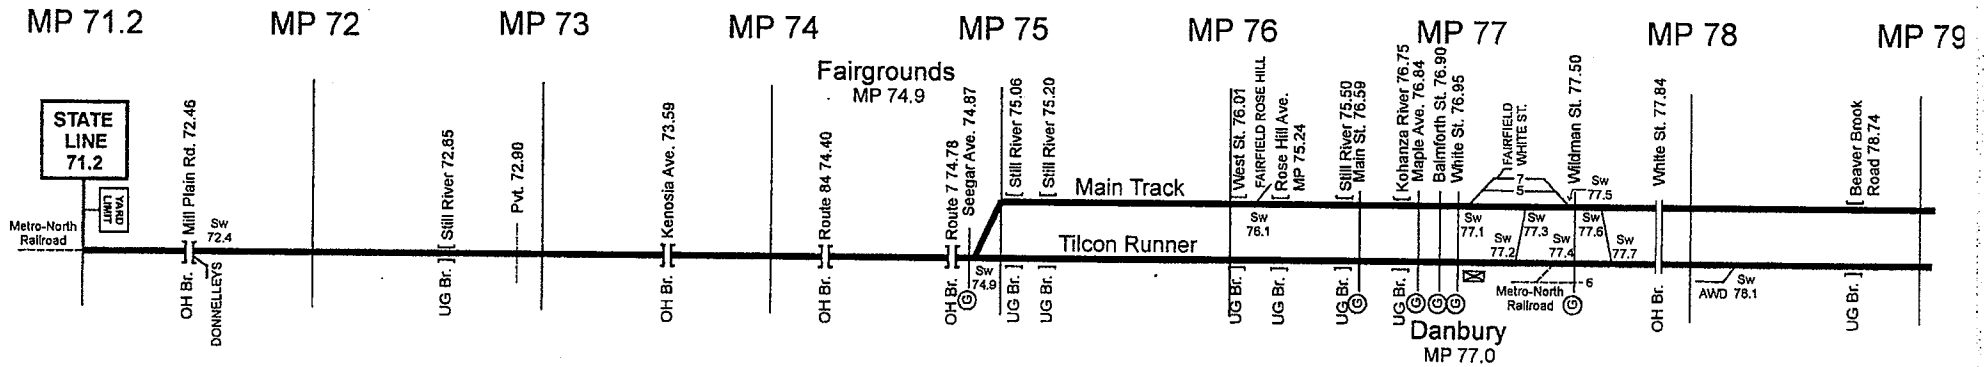 MP 71.2
MP 72
MP 73
MP 74
MP 75
MP 76
MP 77
MP 78
MP 79
STATE
LINE
71.2
YARD
LIMIT
Metro-North
Railroad
OH Br.
Mill Plain Rd. 72.46
Sw
72.4
DONNELLEYS
UG Br. ]
[ Still River 72.85
Pvt. 72.90
OH Br.
Kenosia Ave. 73.59
OH Br.
Route 84 74.40
Fairgrounds
MP 74.9
OH Br.
Route 7 74.78
Seegar Ave. 74.87
G
Sw
74.9
UG Br. ]
[ Still River 75.06
UG Br. ]
[ Still River 75.20
Main Track
Tilcon Runner
UG Br. ]
[ West St. 76.01
FAIRFIELD ROSE HILL
Sw
76.1
UG Br. ]
[ Rose Hill Ave.
MP 75.24
UG Br. ]
[ Still River 75.50
Main St. 76.59
G
UG Br. ]
[ Kohanza River 76.75
Maple Ave. 76.84
G
Balmforth St. 76.90
G
White St. 76.95
G
Danbury
MP 77.0
Sw
77.1
FAIRFIELD
WHITE ST.
7
5
Sw
77.2
Sw
77.3
Sw
77.4
Wildman St. 77.50
G
Sw
77.5
Sw
77.6
Sw
77.7
Metro-North
Railroad
6
OH Br.
White St. 77.84
AWD
Sw
78.1
UG Br. ]
[ Beaver Brook
Road 78.74